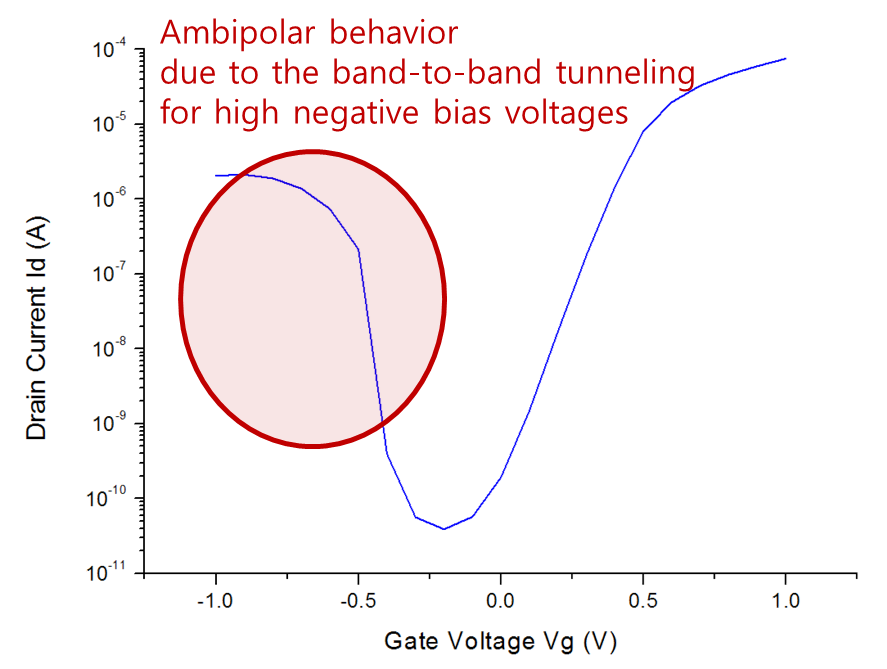 Ambipolar behavior
due to the band-to-band tunneling
for high negative bias voltages
10^-4
10^-5
10^-6
10^-7
10^-8
10^-9
10^-10
10^-11
Drain Current Id (A)
-1.0 -0.5 0.0 0.5 1.0
Gate Voltage Vg (V)